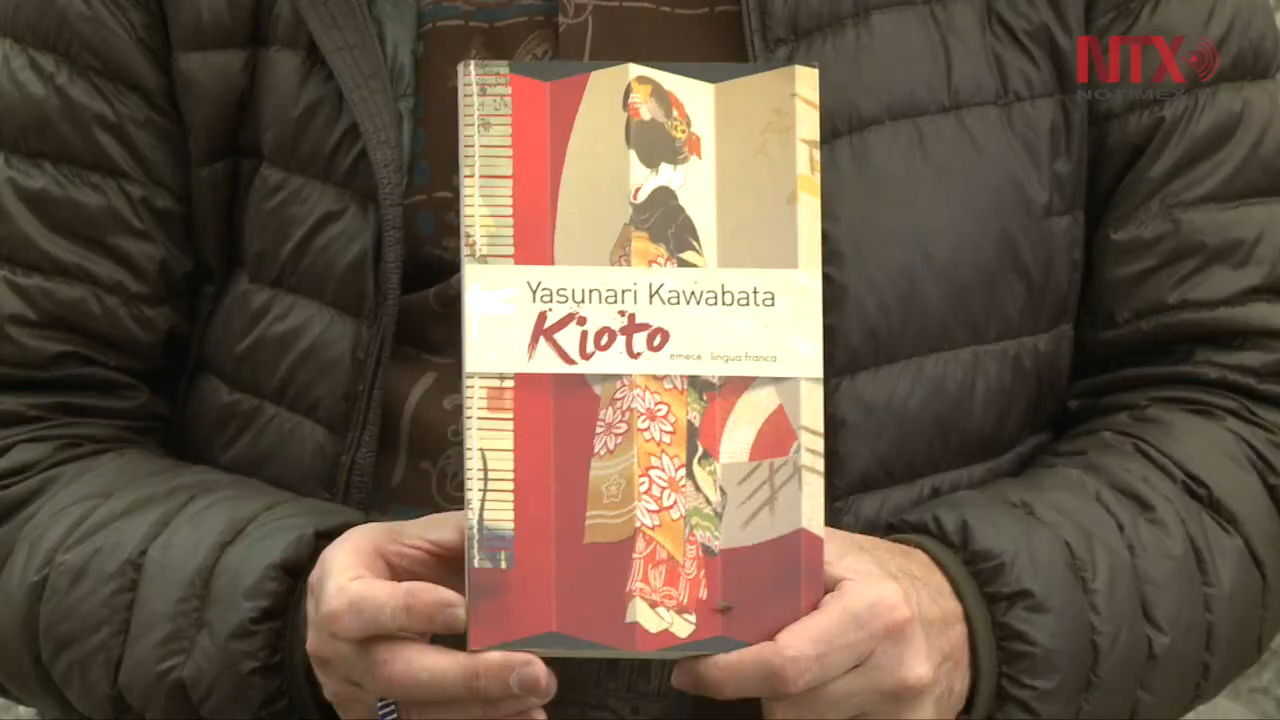 NTX
NOTIMEX
Yasunari Kawabata
Kioto
emecé lingua franca